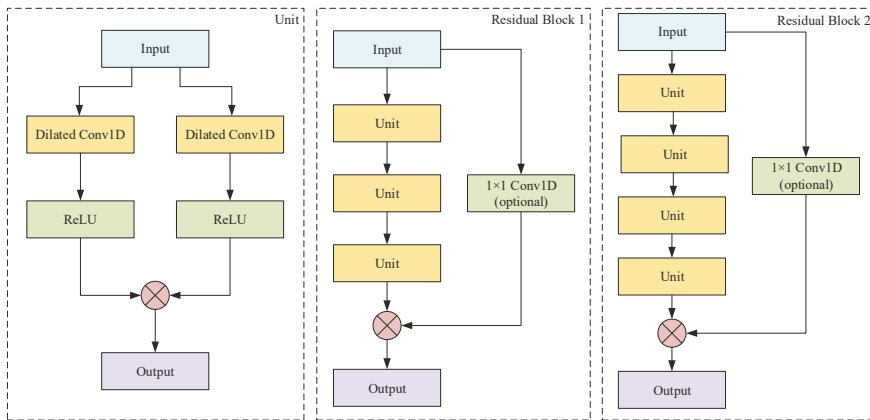 Unit
Input
Dilated Conv1D
Dilated Conv1D
ReLU
ReLU
Output
Residual Block 1
Input
Unit
Unit
Unit
1×1 Conv1D
(optional)
Output
Residual Block 2
Input
Unit
Unit
Unit
Unit
1×1 Conv1D
(optional)
Output